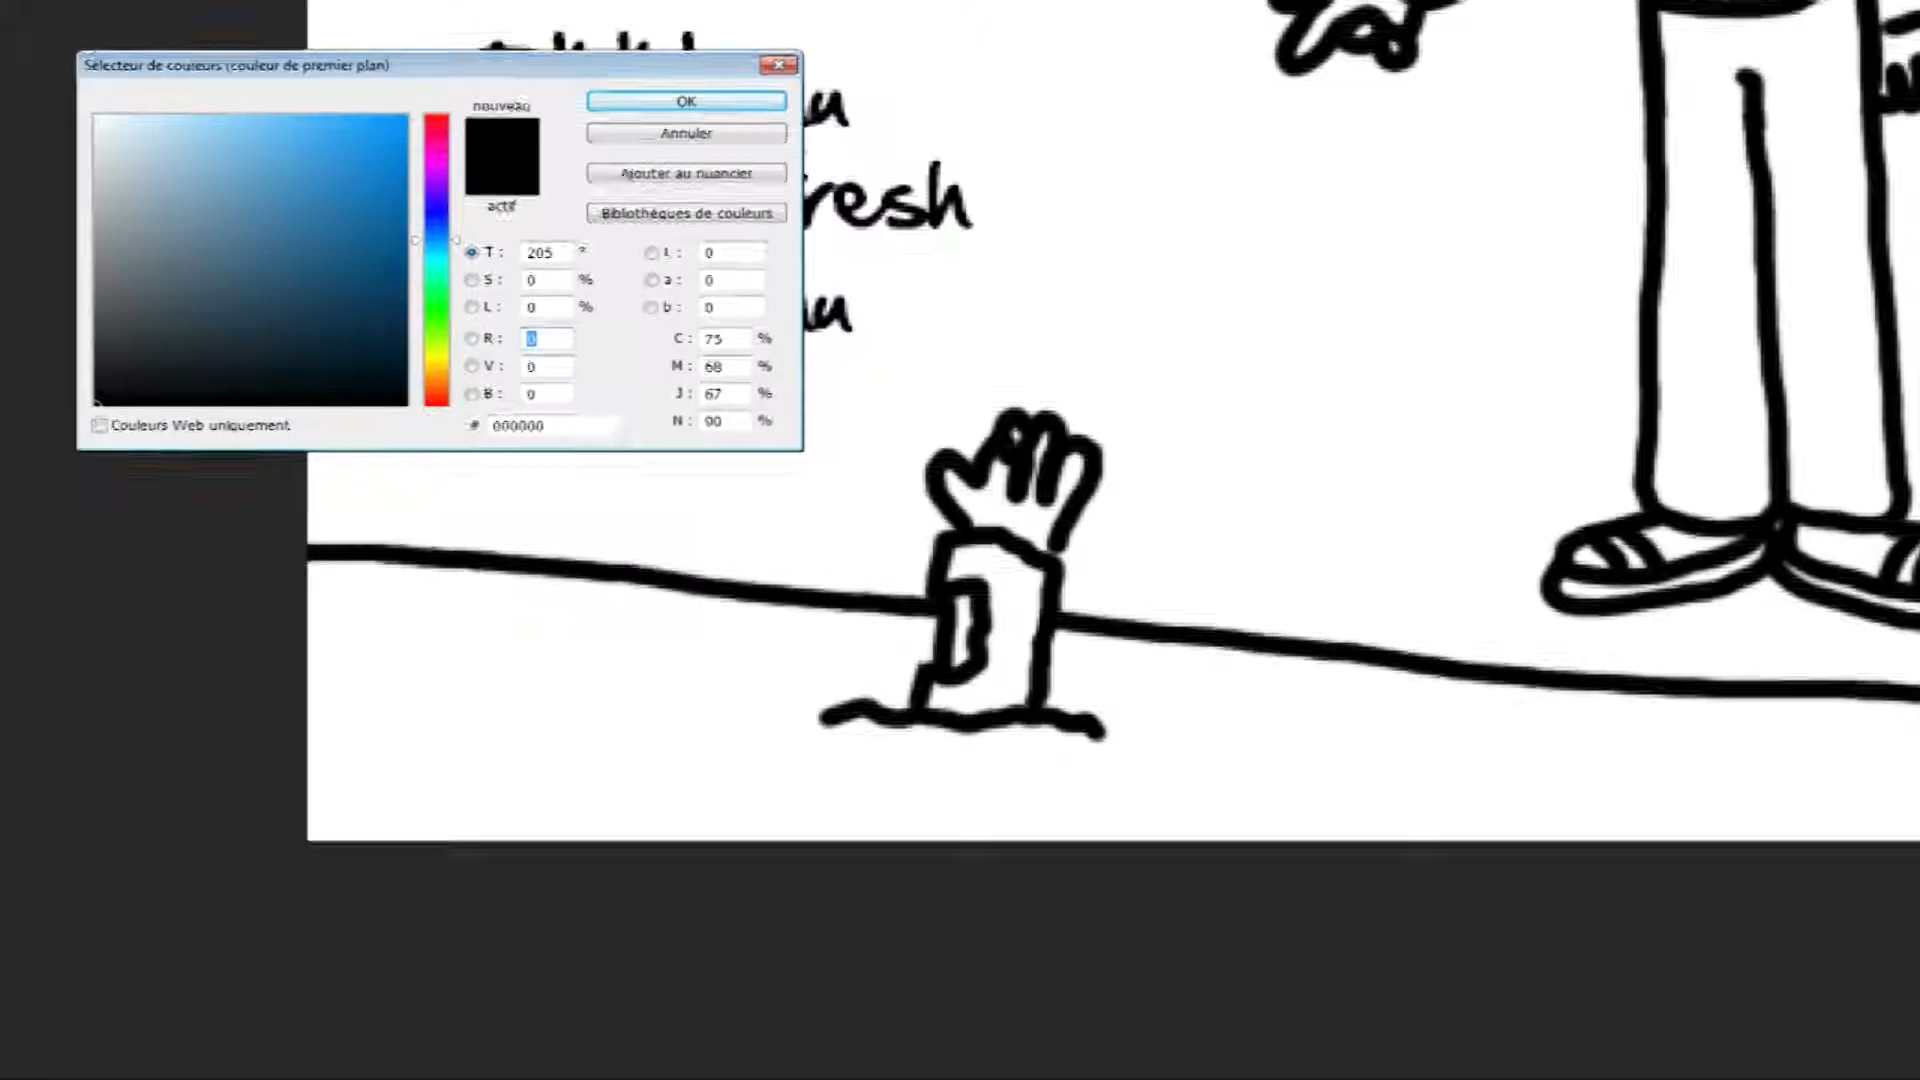 Sélecteur de couleurs (couleur de premier plan)
nouveau
actif
OK
Annuler
Ajouter au nuancier
Bibliothèques de couleurs
T : 205 °
S : 0 %
L : 0 %
R : 0
V : 0
B : 0
# 000000
L : 0
a : 0
b : 0
C : 75 %
M : 68 %
J : 67 %
N : 90 %
Couleurs Web uniquement
resh